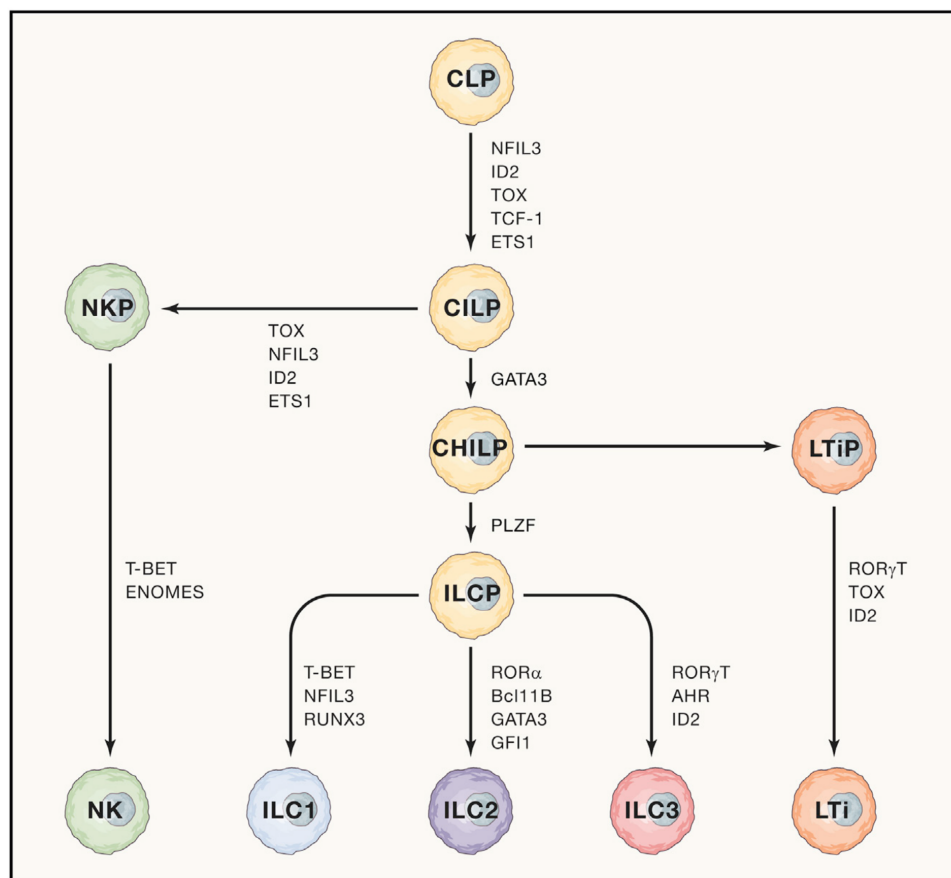 CLP
NFIL3
ID2
TOX
TCF-1
ETS1
NKP
CILP
TOX
NFIL3
ID2
ETS1
GATA3
CHILP
LTiP
PLZF
T-BET
ENOMES
ILCP
RORγT
TOX
ID2
T-BET
NFIL3
RUNX3
RORα
Bcl11B
GATA3
GFI1
RORγT
AHR
ID2
NK
ILC1
ILC2
ILC3
LTi